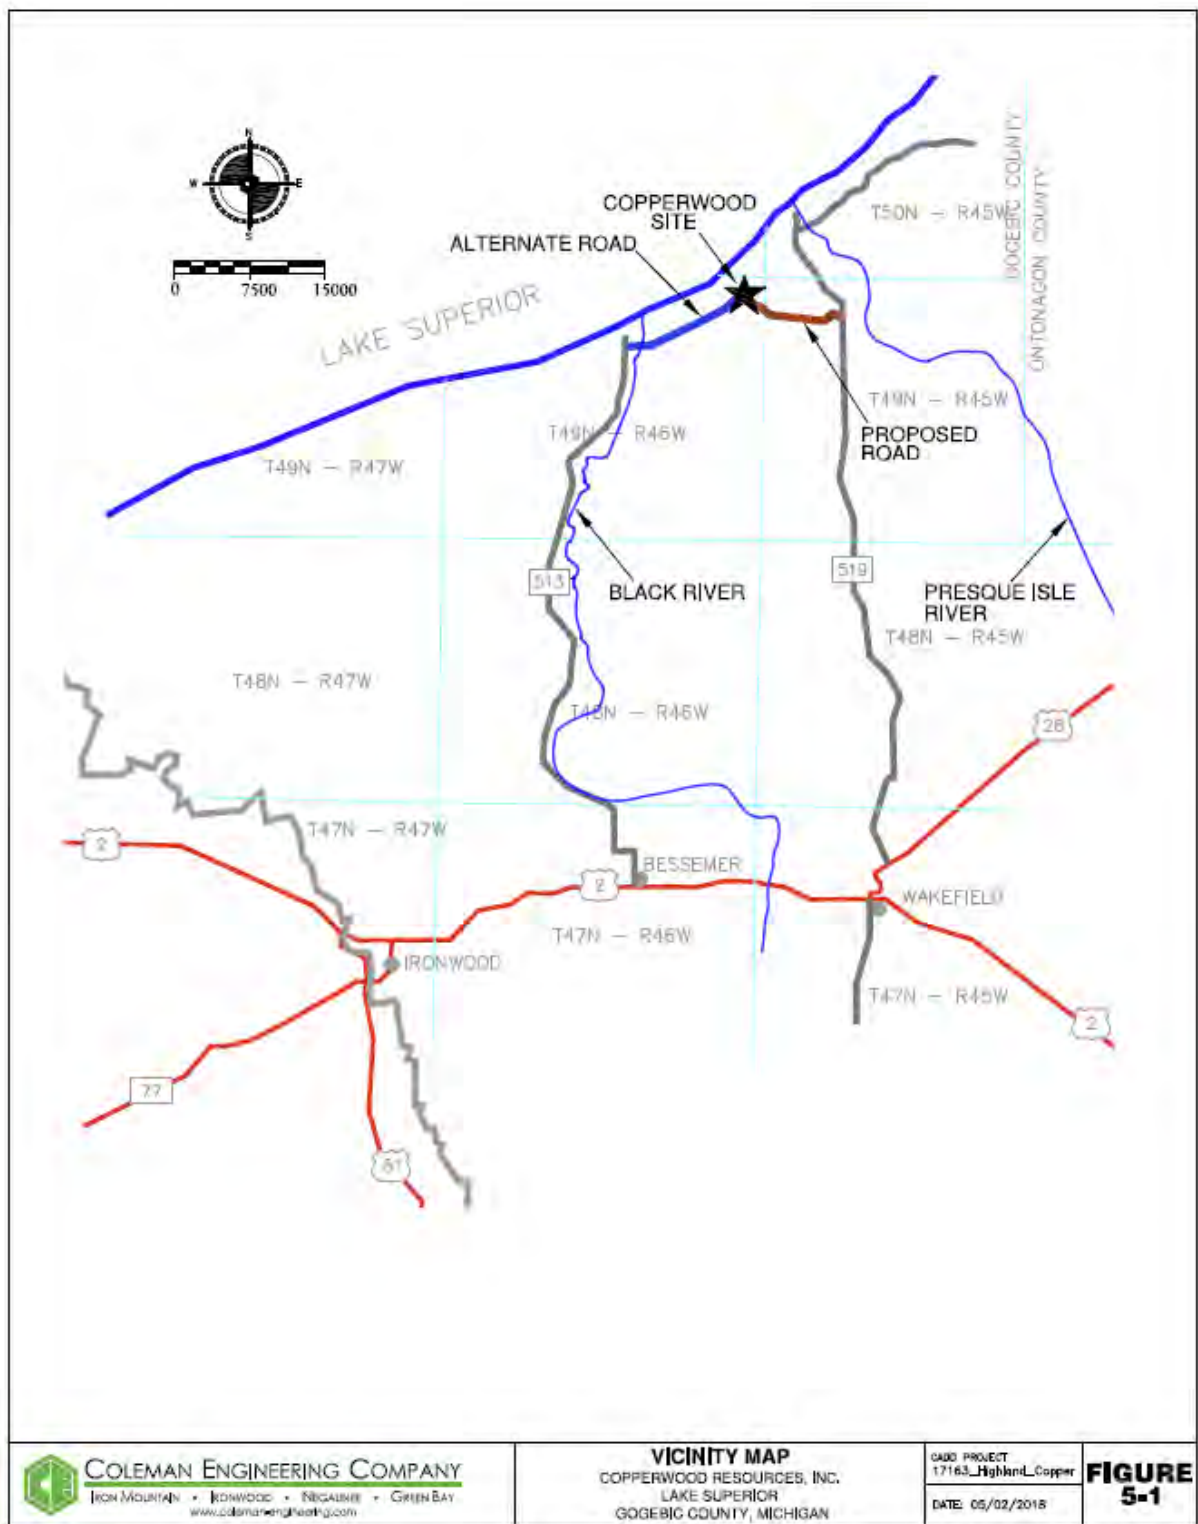 N
W
E
S
0 7500 15000
COPPERWOOD
SITE
ALTERNATE ROAD
LAKE SUPERIOR
T50N - R45W
GOGEBIC COUNTY
ONTONAGON COUNTY
T49N - R45W
PROPOSED
ROAD
T49N - R46W
T49N - R47W
513
519
BLACK RIVER
PRESQUE ISLE
RIVER
T48N - R45W
T48N - R47W
T48N - R46W
28
T47N - R47W
2
BESSEMER
2
WAKEFIELD
T47N - R46W
IRONWOOD
T47N - R45W
2
77
51
COLEMAN ENGINEERING COMPANY
IRON MOUNTAIN • IRONWOOD • NEGAUNEE • GREEN BAY
www.coleman-engineering.com
VICINITY MAP
COPPERWOOD RESOURCES, INC.
LAKE SUPERIOR
GOGEBIC COUNTY, MICHIGAN
CADD PROJECT
17163_Highland_Copper
DATE: 05/02/2018
FIGURE
5-1